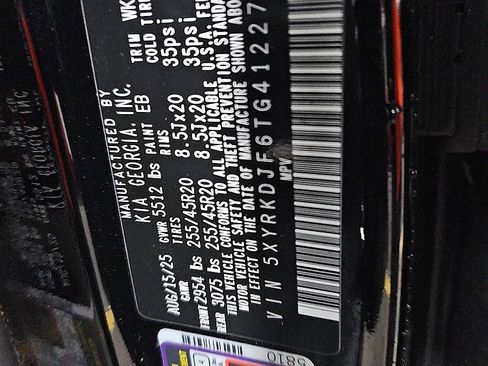 MANUFACTURED BY
KIA GEORGIA, INC.
AUG/15/25 GVWR 5512 lbs PAINT EB TRIM WK
GAWR TIRES RIMS COLD TIRE
FRONT 2954 lbs 255/45R20 8.5Jx20 35psi
REAR 3075 lbs 255/45R20 8.5Jx20 35psi
THIS VEHICLE CONFORMS TO ALL APPLICABLE U.S.A. FE
MOTOR VEHICLE SAFETY AND THEFT PREVENTION STANDA
IN EFFECT ON THE DATE OF MANUFACTURE SHOWN ABO
VIN 5XYRKDJF6TG41227
MPV
5810